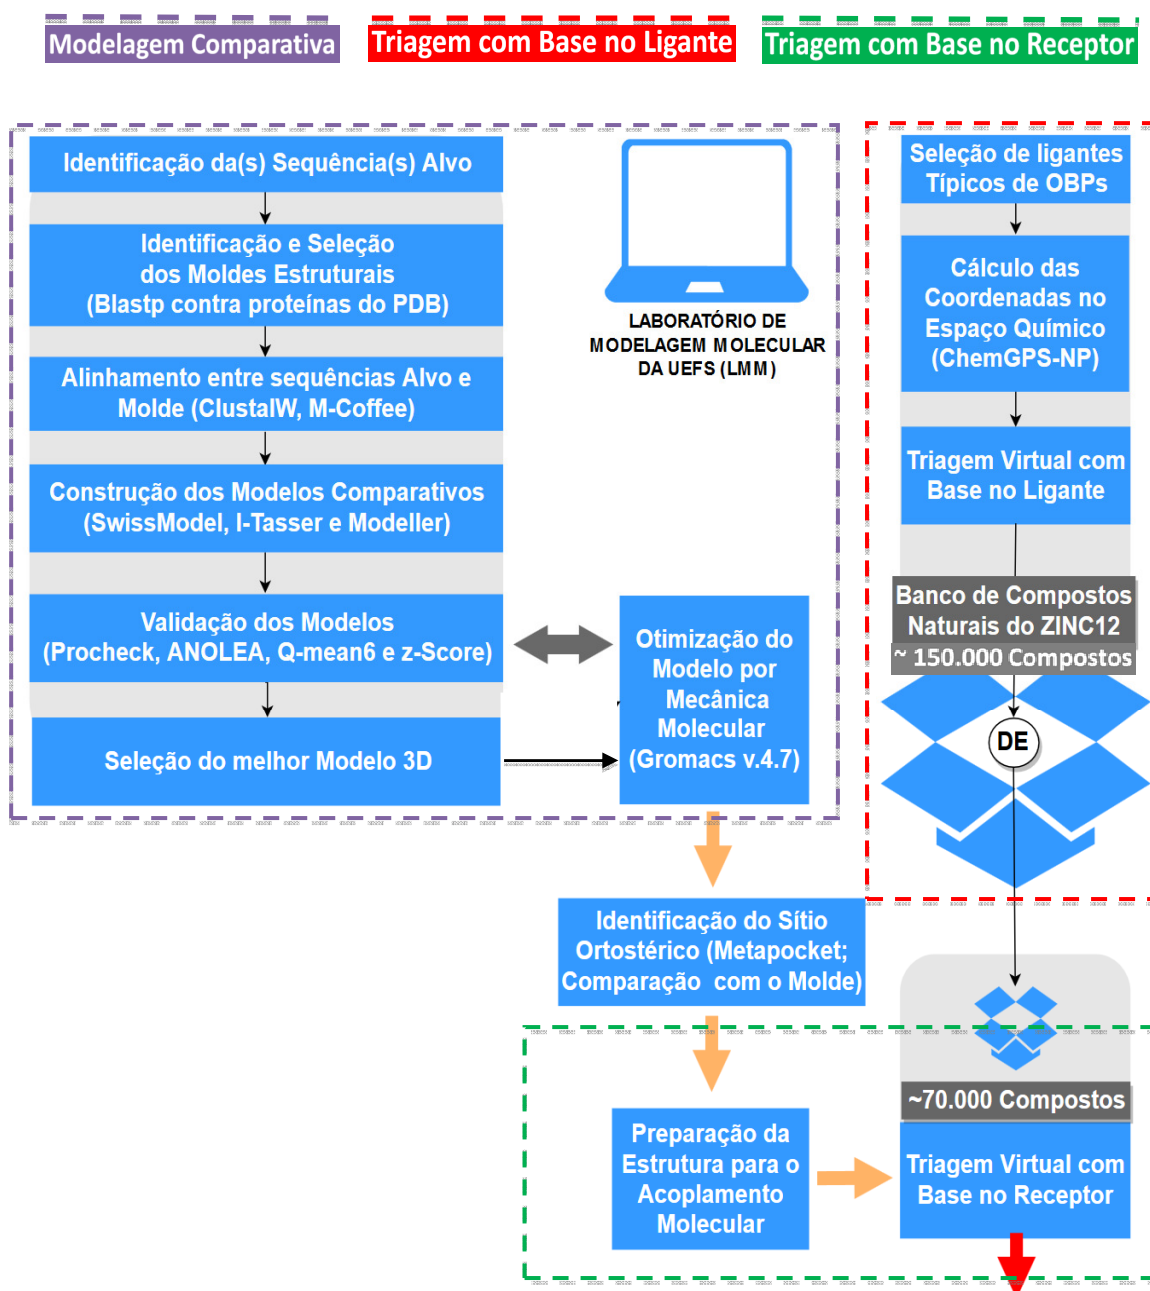 Modelagem Comparativa
Triagem com Base no Ligante
Triagem com Base no Receptor
Identificação da(s) Sequência(s) Alvo
Identificação e Seleção
dos Moldes Estruturais
(Blastp contra proteínas do PDB)
Alinhamento entre sequências Alvo e
Molde (ClustalW, M-Coffee)
Construção dos Modelos Comparativos
(SwissModel, I-Tasser e Modeller)
Validação dos Modelos
(Procheck, ANOLEA, Q-mean6 e z-Score)
Seleção do melhor Modelo 3D
LABORATÓRIO DE
MODELAGEM MOLECULAR
DA UEFS (LMM)
Otimização do
Modelo por
Mecânica
Molecular
(Gromacs v.4.7)
Identificação do Sítio
Ortostérico (Metapocket;
Comparação com o Molde)
Preparação da
Estrutura para o
Acoplamento
Molecular
Seleção de ligantes
Típicos de OBPs
Cálculo das
Coordenadas no
Espaço Químico
(ChemGPS-NP)
Triagem Virtual com
Base no Ligante
Banco de Compostos
Naturais do ZINC12
~ 150.000 Compostos
DE
~70.000 Compostos
Triagem Virtual com
Base no Receptor